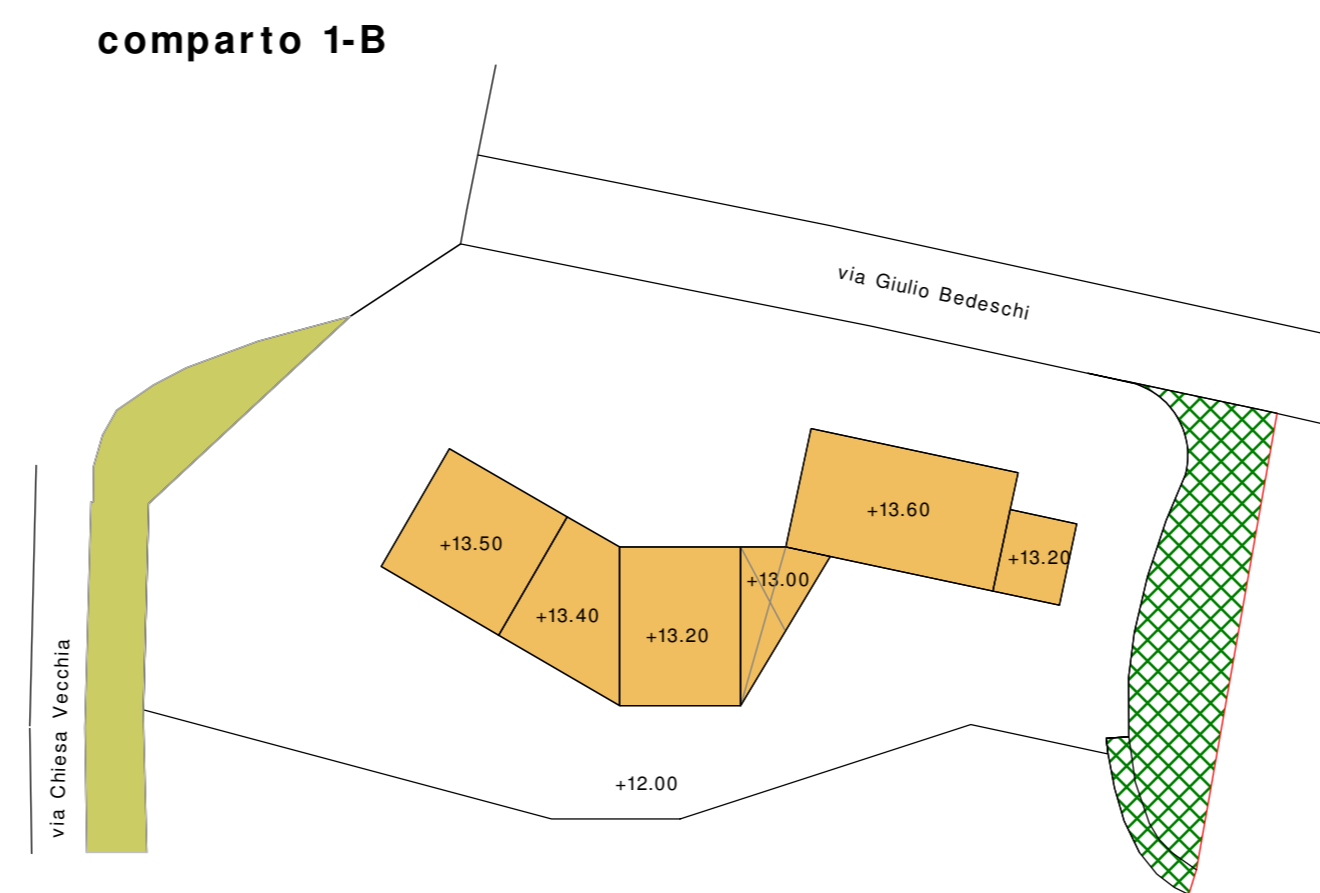 comparto 1-B
via Giulio Bedeschi
+13.60
+13.50
+13.20
+13.00
+13.40
+13.20
+12.00
via Chiesa Vecchia